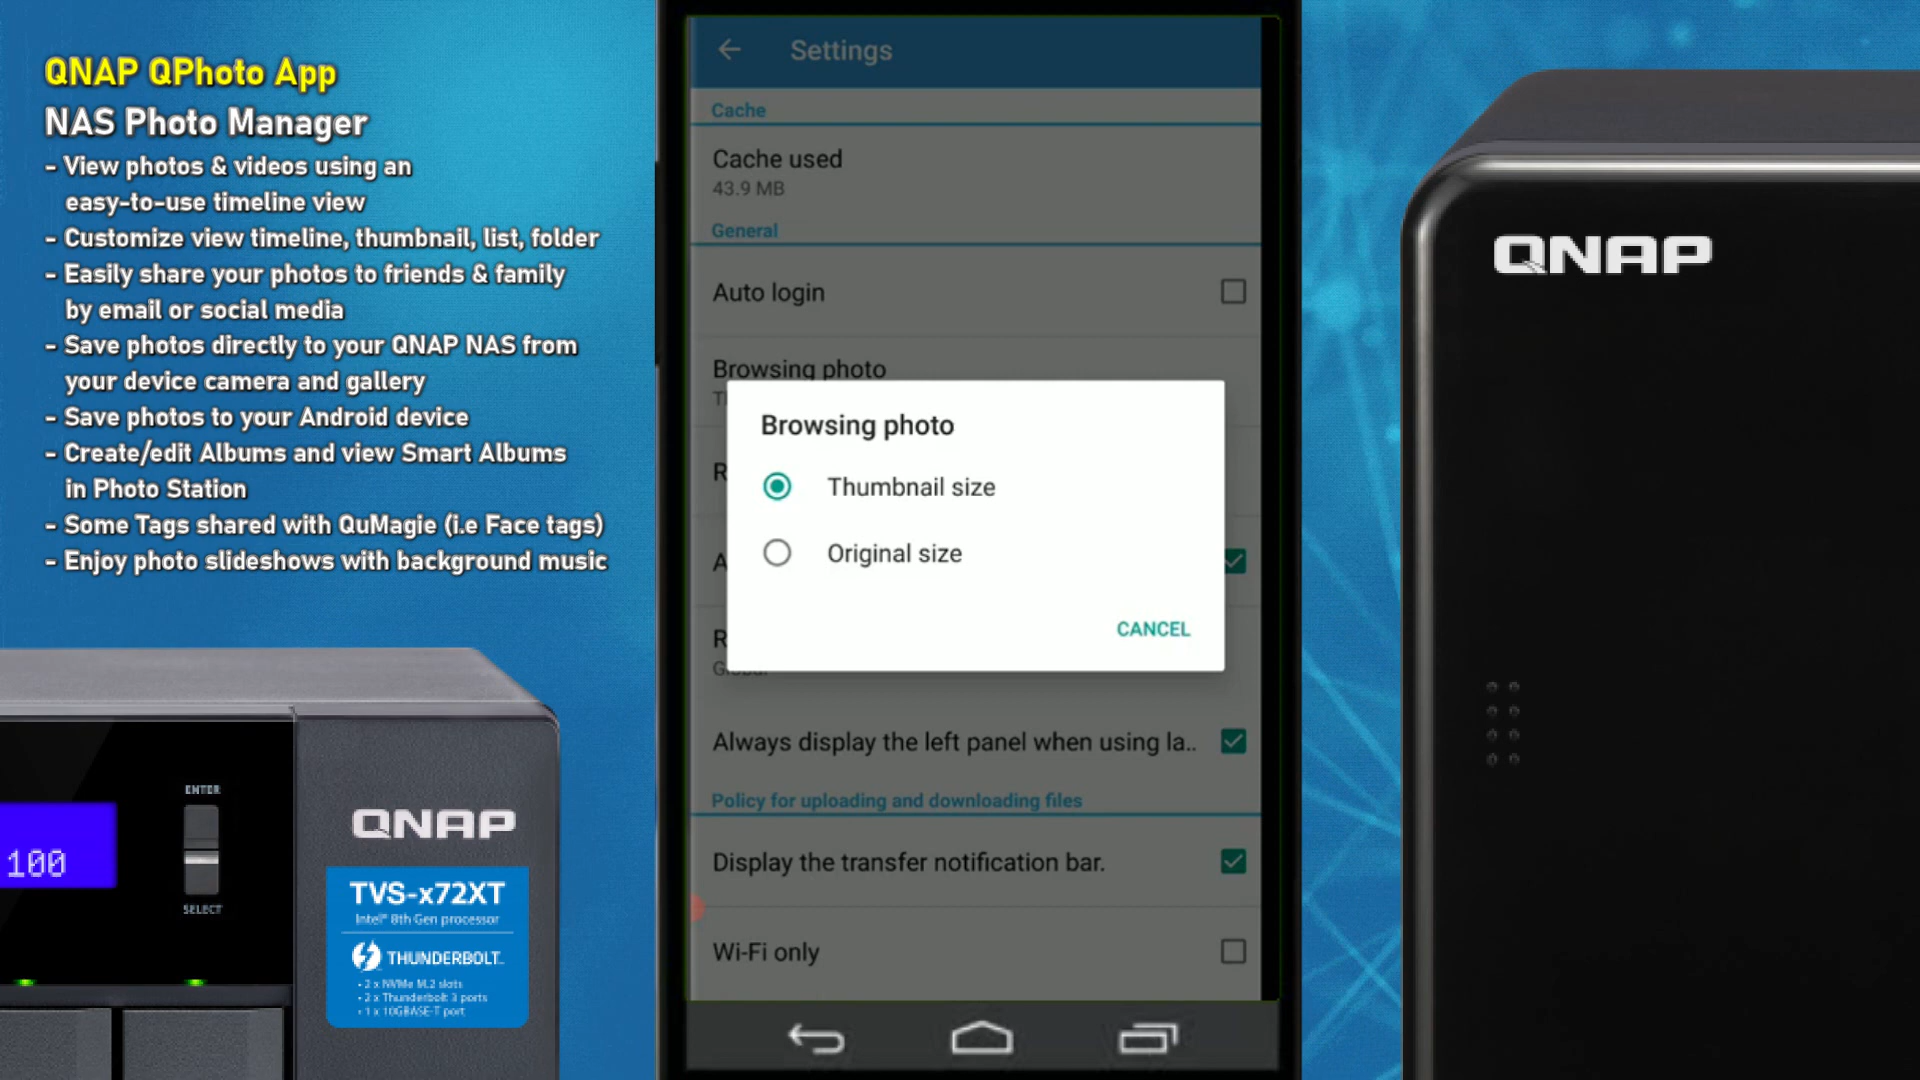 QNAP QPhoto App
NAS Photo Manager
- View photos & videos using an
easy-to-use timeline view
- Customize view timeline, thumbnail, list, folder
- Easily share your photos to friends & family
by email or social media
- Save photos directly to your QNAP NAS from
your device camera and gallery
- Save photos to your Android device
- Create/edit Albums and view Smart Albums
in Photo Station
- Some Tags shared with QuMagie (i.e Face tags)
- Enjoy photo slideshows with background music
ENTER
100
SELECT
QNAP
TVS-x72XT
Intel® 8th Gen processor
THUNDERBOLT
• 2 x NVMe M.2 slots
• 2 x Thunderbolt 3 ports
• 1 x 10GBASE-T port
Settings
Cache
Cache used
43.9 MB
General
Auto login
Browsing photo
Browsing photo
Thumbnail size
Original size
CANCEL
Always display the left panel when using la..
Policy for uploading and downloading files
Display the transfer notification bar.
Wi-Fi only
QNAP